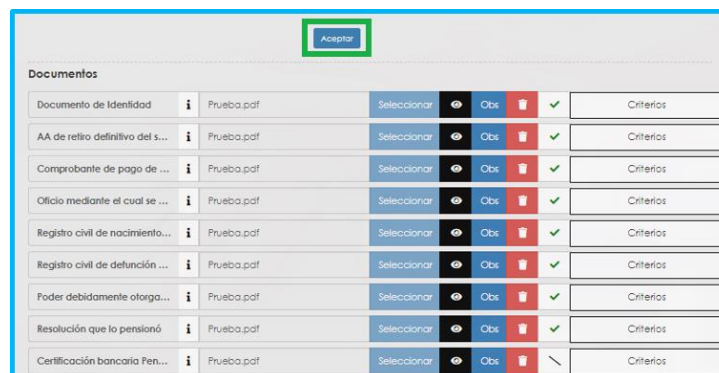 Aceptar
Documentos
Documento de Identidad i Prueba.pdf Seleccionar Obs Criterios
AA de retiro definitivo del s... i Prueba.pdf Seleccionar Obs Criterios
Comprobante de pago de ... i Prueba.pdf Seleccionar Obs Criterios
Oficio mediante el cual se ... i Prueba.pdf Seleccionar Obs Criterios
Registro civil de nacimiento... i Prueba.pdf Seleccionar Obs Criterios
Registro civil de defunción ... i Prueba.pdf Seleccionar Obs Criterios
Poder debidamente otorga... i Prueba.pdf Seleccionar Obs Criterios
Resolución que lo pensionó i Prueba.pdf Seleccionar Obs Criterios
Certificación bancaria Pen... i Prueba.pdf Seleccionar Obs Criterios